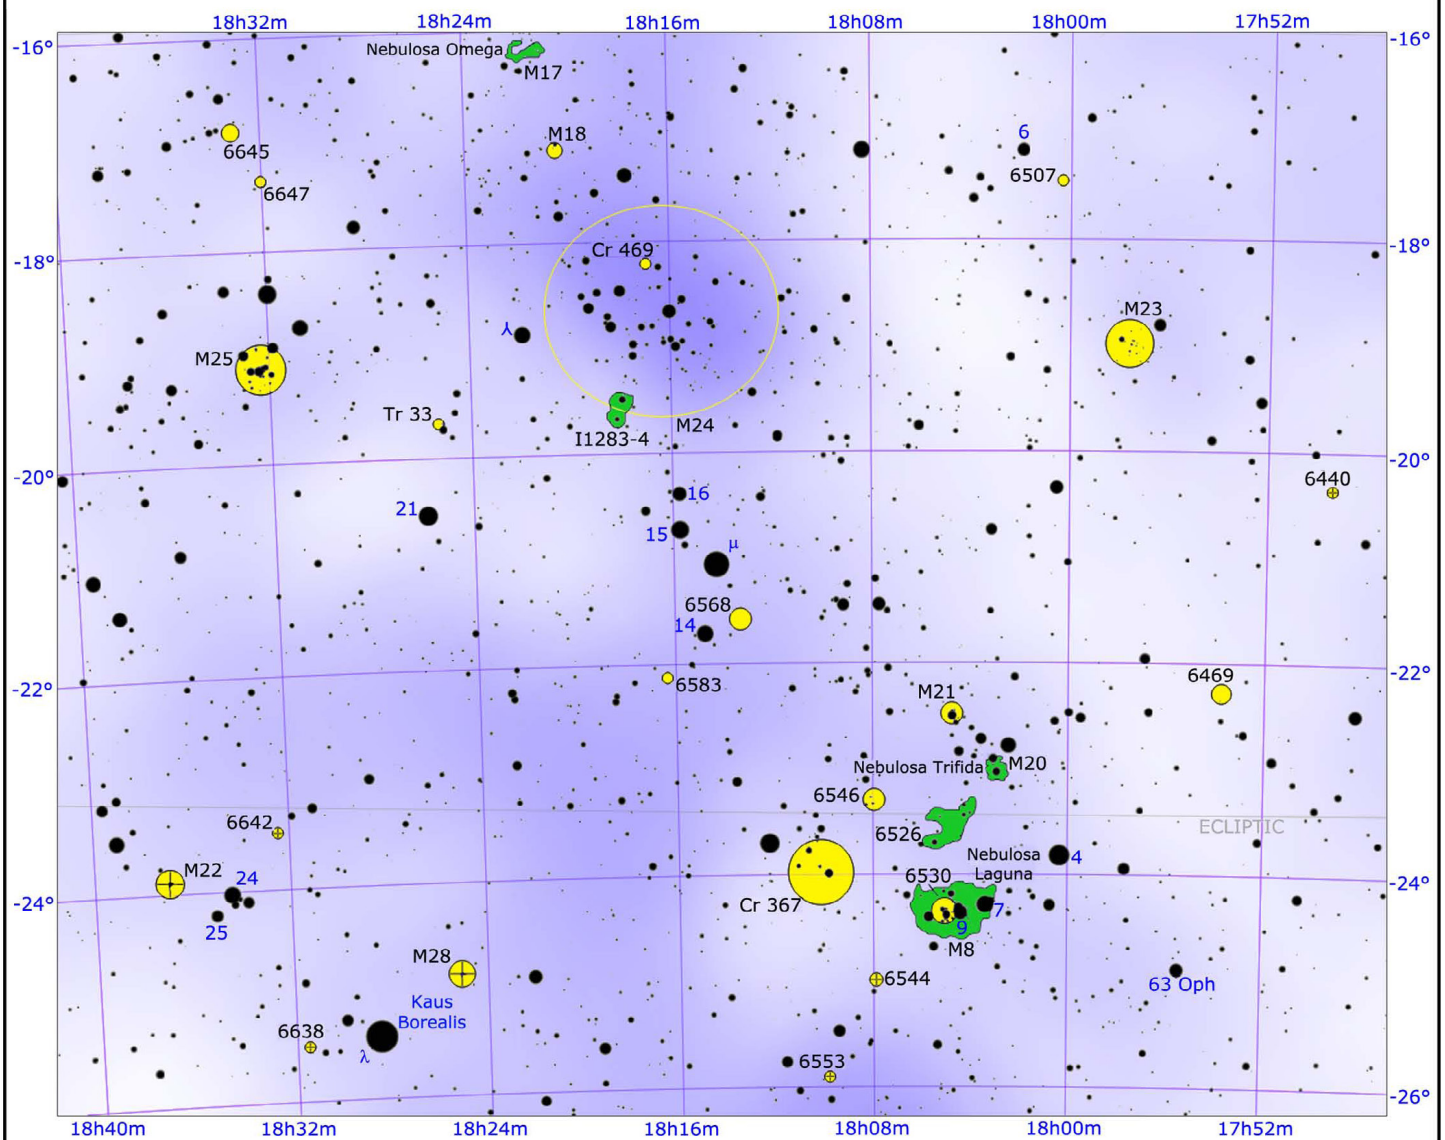 18h32m 18h24m 18h16m 18h08m 18h00m 17h52m
-16° -16°
Nebulosa Omega
M17
M18
6
6645
6507
6647
-18° -18°
Cr 469
M23
M25
Tr 33
M24
I1283-4
-20° -20°
6440
16
21
15
μ
6568
14
6583
-22° -22°
6469
M21
Nebulosa Trifida M20
6546
ECLIPTIC
6642
6526
Nebulosa
Laguna
4
M22
24
6530
-24° -24°
Cr 367
7
25
9
M8
M28
6544
63 Oph
Kaus
Borealis
6638
λ
6553
-26°
18h40m 18h32m 18h24m 18h16m 18h08m 18h00m 17h52m